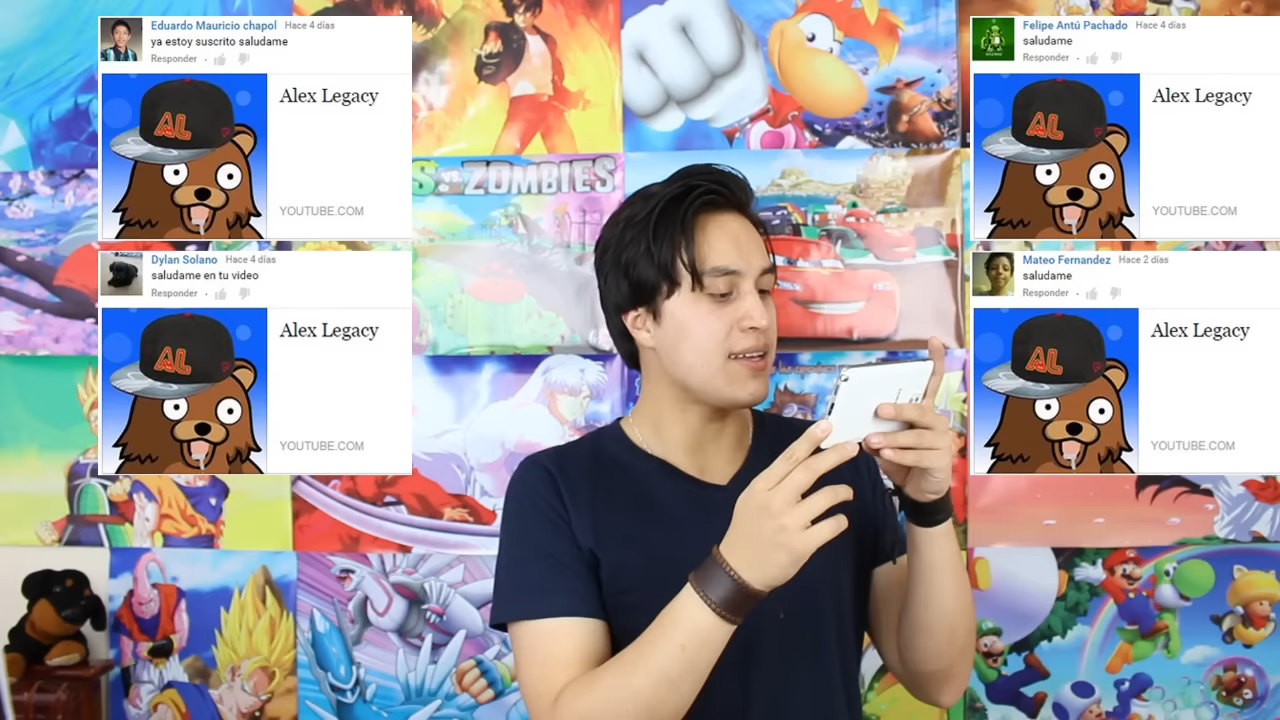 Eduardo Mauricio chapol Hace 4 días
ya estoy suscrito saludame
Responder
AL
Alex Legacy
YOUTUBE.COM
Dylan Solano Hace 4 días
saludame en tu video
Responder
AL
Alex Legacy
YOUTUBE.COM
S vs. ZOMBIES
Felipe Antú Pachado Hace 4 días
saludame
Responder
AL
Alex Legacy
YOUTUBE.COM
Mateo Fernandez Hace 2 días
saludame
Responder
AL
Alex Legacy
YOUTUBE.COM